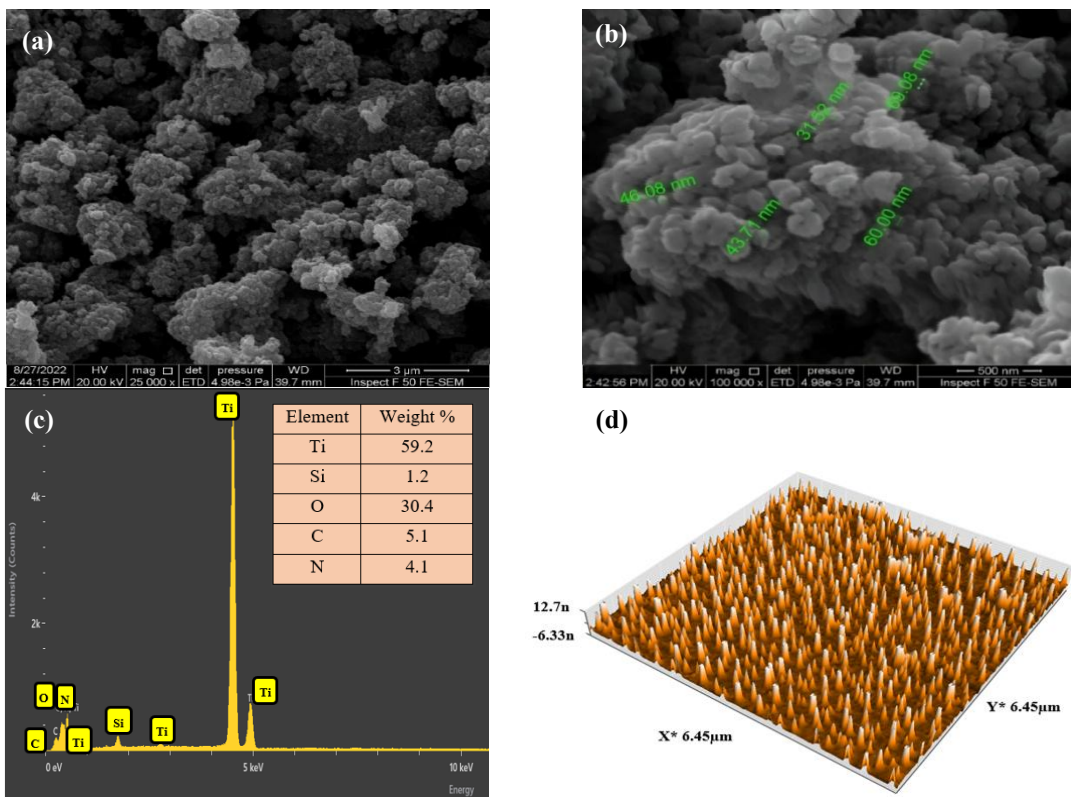 (a)
8/27/2022 HV mag □ det pressure WD 3 µm
2:44:15 PM 20.00 kV 25 000 x ETD 4.98e-3 Pa 39.7 mm Inspect F 50 FE-SEM
(b)
31.52 nm
46.08 nm
43.71 nm
60.00 nm
HV mag □ det pressure WD 500 nm
2:42:56 PM 20.00 kV 100 000 x ETD 4.98e-3 Pa 39.7 mm Inspect F 50 FE-SEM
(c)
Ti
Element Weight %
Ti 59.2
Si 1.2
O 30.4
C 5.1
N 4.1
Intensity (Counts)
4k
2k
O N
Ti
Si
Ti
C
Ti
0 eV 5 keV 10 keV
Energy
(d)
12.7n
-6.33n
X* 6.45µm
Y* 6.45µm